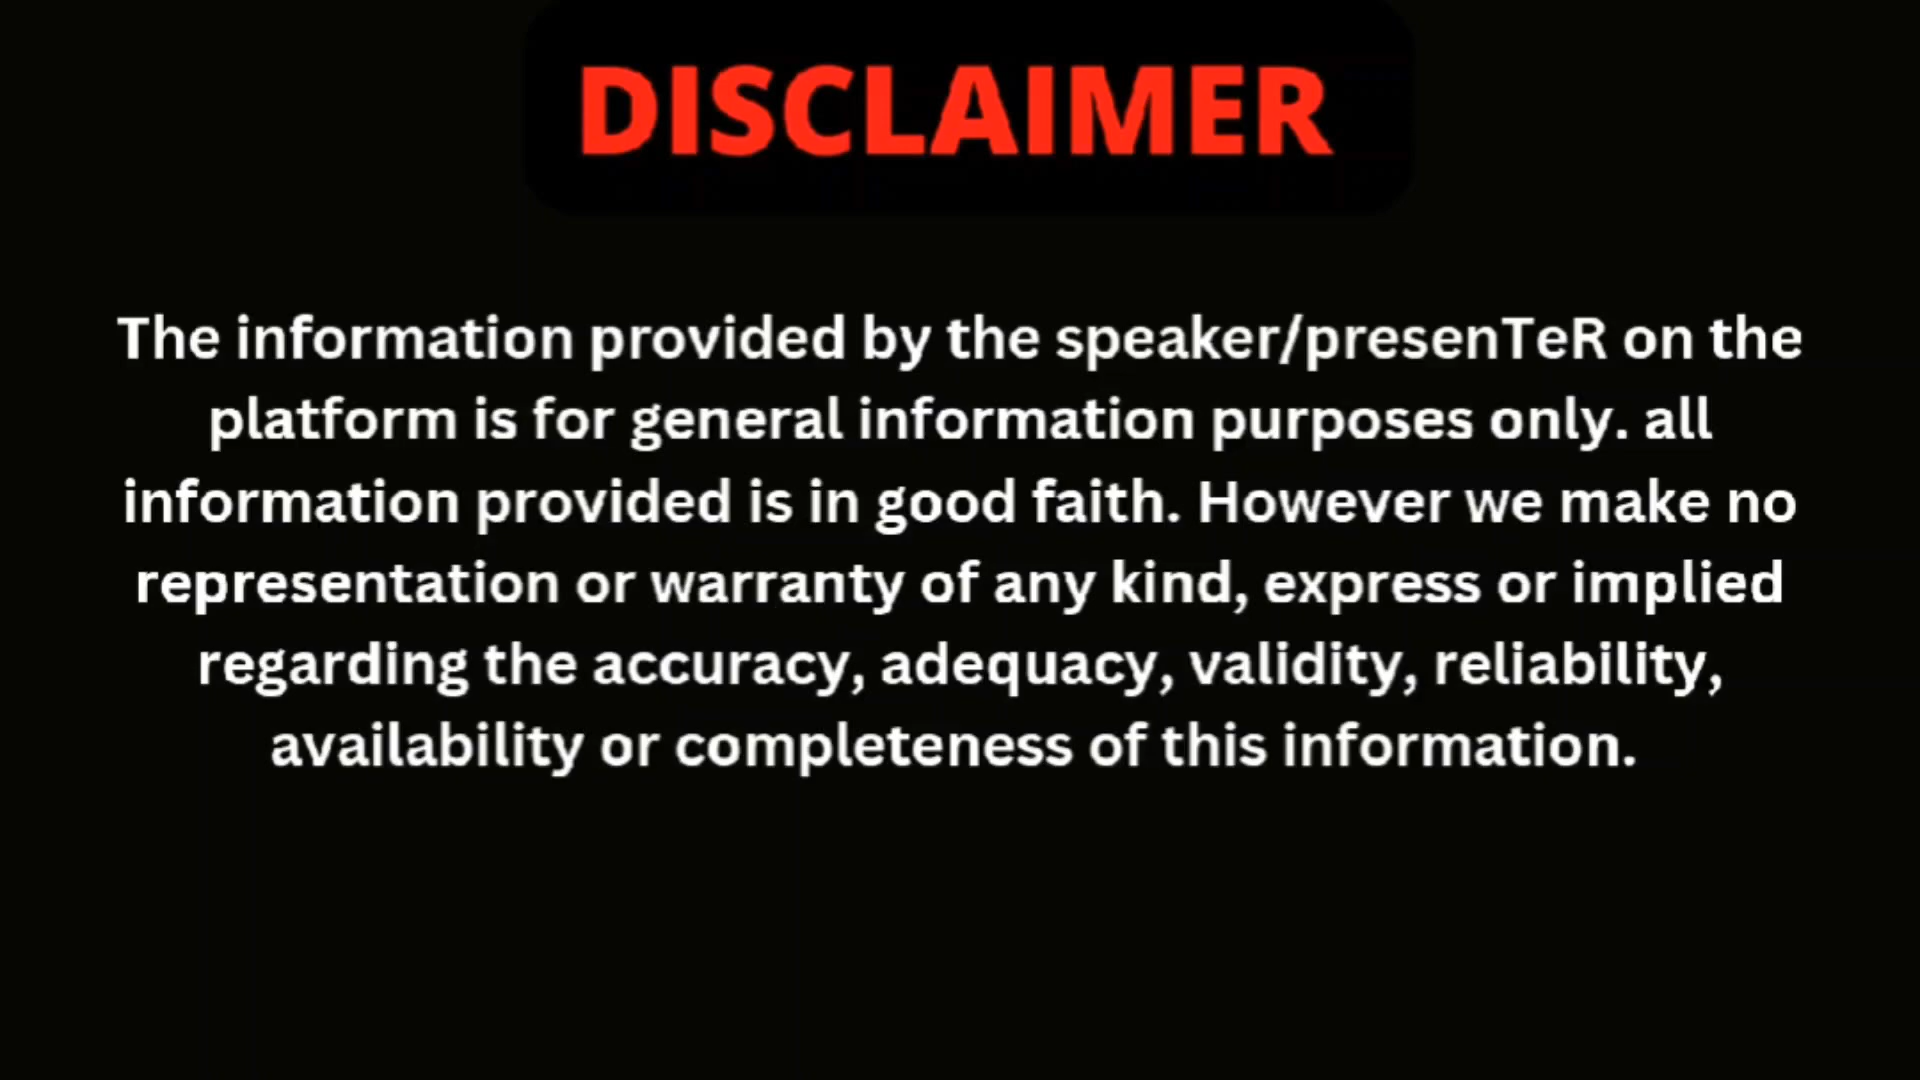 DISCLAIMER
The information provided by the speaker/presenTeR on the
platform is for general information purposes only. all
information provided is in good faith. However we make no
representation or warranty of any kind, express or implied
regarding the accuracy, adequacy, validity, reliability,
availability or completeness of this information.